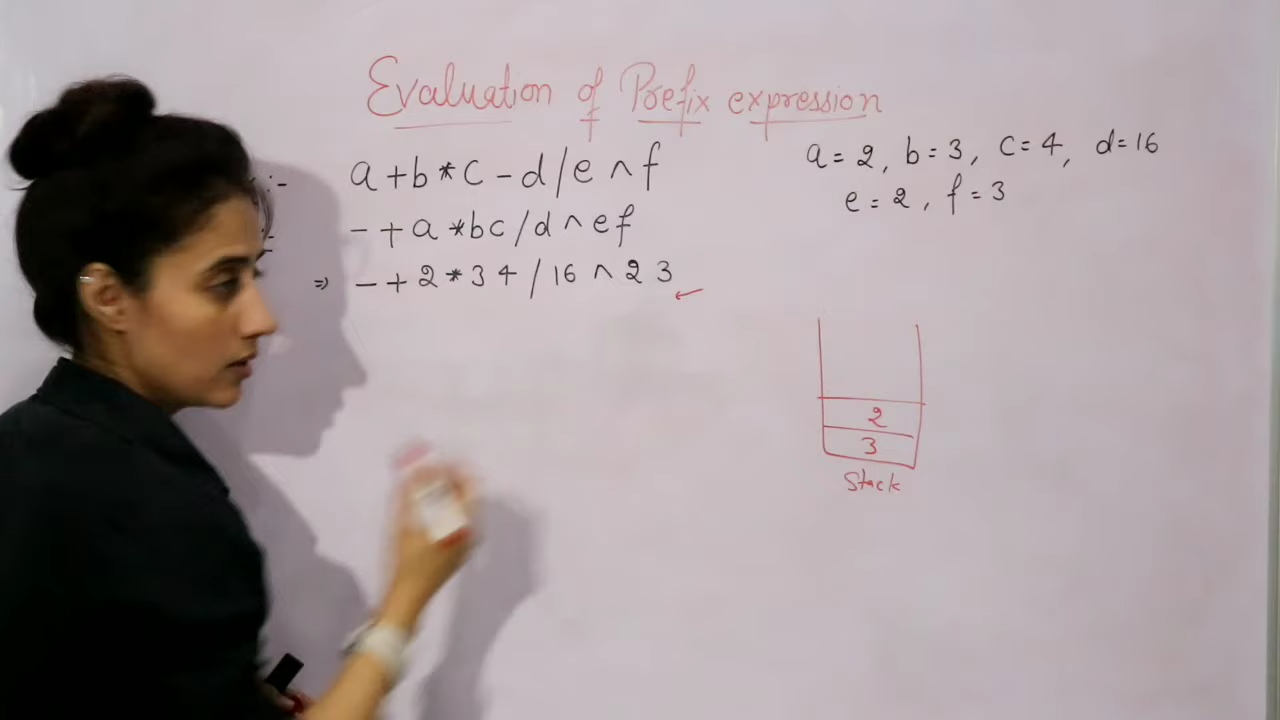 Evaluation of Prefix expression
:- a+b*c-d/e^f
a=2, b=3, c=4, d=16
:- -+a*bc/d^ef
e=2, f=3
⇒ -+2*34/16^23
2
3
Stack